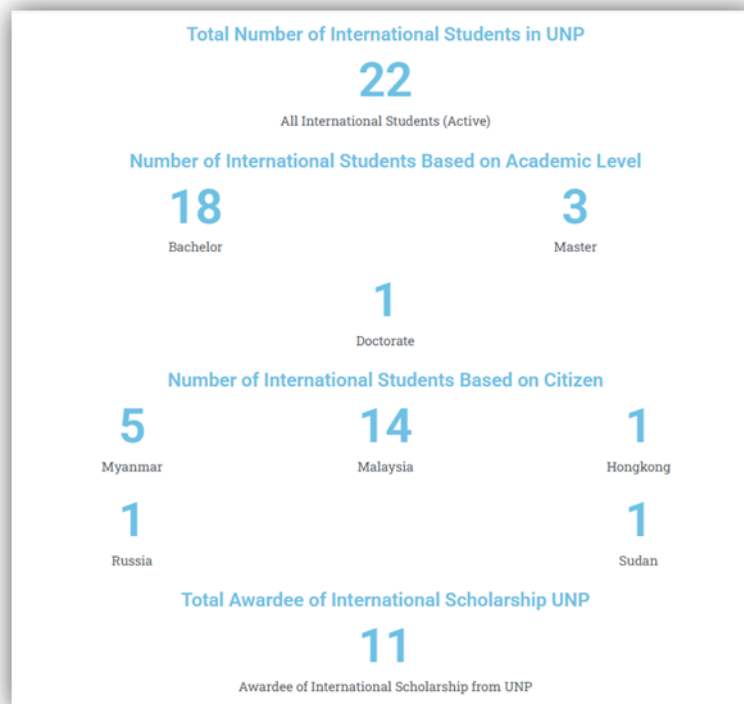 Total Number of International Students in UNP
22
All International Students (Active)
Number of International Students Based on Academic Level
18 3
Bachelor Master
1
Doctorate
Number of International Students Based on Citizen
5 14 1
Myanmar Malaysia Hongkong
1 1
Russia Sudan
Total Awardee of International Scholarship UNP
11
Awardee of International Scholarship from UNP